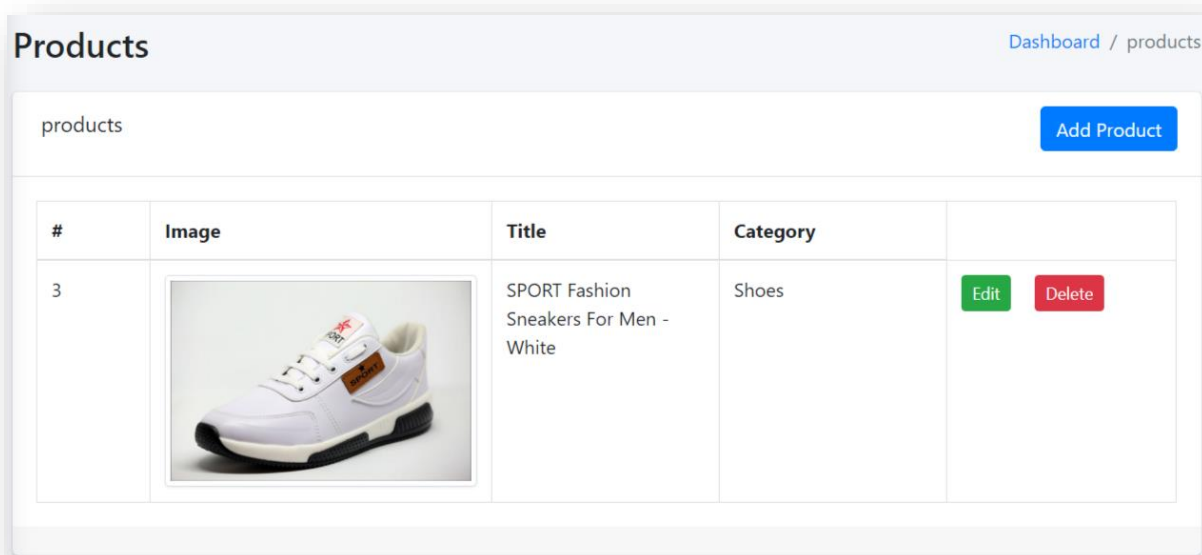 Products
Dashboard / products
products
Add Product
# Image Title Category
3 SPORT Fashion Shoes Edit Delete
Sneakers For Men -
White
SPORT